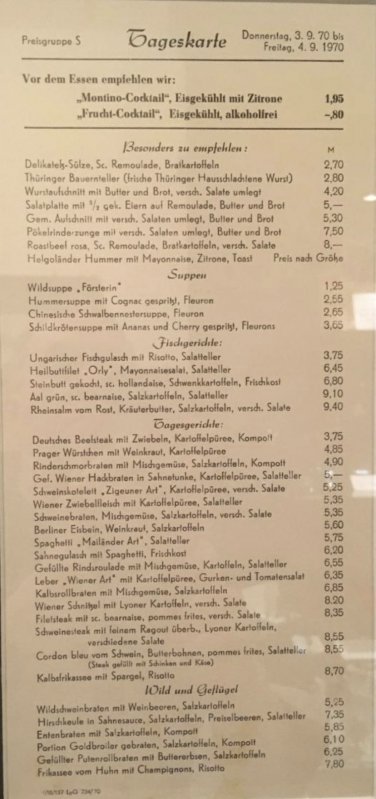 Preisgruppe S
Tageskarte
Donnerstag, 3. 9. 70 bis
Freitag, 4. 9. 1970
Vor dem Essen empfehlen wir:
„Montino-Cocktail“, Eisgekühlt mit Zitrone 1,95
„Frucht-Cocktail“, Eisgekühlt, alkoholfrei –,80
Besonders zu empfehlen: M
Delikateß-Sülze, Sc. Remoulade, Bratkartoffeln 2,70
Thüringer Bauernteller (frische Thüringer Hausschlachtene Wurst) 2,80
Wurstaufschnitt mit Butter und Brot, versch. Salate umlegt 4,20
Salatplatte mit ½ gek. Eiern auf Remoulade, Butter und Brot 5,—
Gem. Aufschnitt mit versch. Salaten umlegt, Butter und Brot 5,30
Pökelrinderzunge mit versch. Salaten umlegt, Butter und Brot 7,50
Roastbeef rosa, Sc. Remoulade, Bratkartoffeln, versch. Salate 8,—
Helgoländer Hummer mit Mayonnaise, Zitrone, Toast Preis nach Größe
Suppen
Wildsuppe „Försterin“ 1,25
Hummersuppe mit Cognac gespritzt, Fleuron 2,55
Chinesische Schwalbennestersuppe, Fleuron 2,65
Schildkrötensuppe mit Ananas und Cherry gespritzt, Fleurons 3,65
Fischgerichte:
Ungarischer Fischgulasch mit Risotto, Salatteller 3,75
Heilbuttfilet „Orly“, Mayonnaisesalat, Salatteller 6,45
Steinbutt gekocht, sc. hollandaise, Schwenkkartoffeln, Frischkost 6,80
Aal grün, sc. bearnaise, Salzkartoffeln, Salatteller 9,10
Rheinsalm vom Rost, Kräuterbutter, Salzkartoffeln, versch. Salate 9,40
Tagesgerichte:
Deutsches Beefsteak mit Zwiebeln, Kartoffelpüree, Kompott 3,75
Prager Würstchen mit Weinkraut, Kartoffelpüree 4,85
Rinderschmorbraten mit Mischgemüse, Salzkartoffeln, Kompott 4,90
Gef. Wiener Hackbraten in Sahnetunke, Kartoffelpüree, Salatteller 5,—
Schweinskotelett „Zigeuner Art“, Kartoffelpüree, versch. Salate 5,25
Wiener Zwiebelfleisch mit Kartoffelpüree, Salatteller 5,35
Schweinebraten, Mischgemüse, Salzkartoffeln, versch. Salate 5,35
Berliner Eisbein, Weinkraut, Salzkartoffeln 5,60
Spaghetti „Mailänder Art“, Salatteller 5,75
Sahnegulasch mit Spaghetti, Frischkost 6,20
Gefüllte Rindsroulade mit Mischgemüse, Kartoffeln, Salatteller 6,55
Leber „Wiener Art“ mit Kartoffelpüree, Gurken- und Tomatensalat 6,35
Kalbsrollbraten mit Mischgemüse, Salzkartoffeln 6,85
Wiener Schnitzel mit Lyoner Kartoffeln, versch. Salate 8,20
Filetsteak mit sc. bearnaise, pommes frites, versch. Salate 8,35
Schweinesteak mit feinem Ragout überb., Lyoner Kartoffeln,
verschiedene Salate 8,55
Cordon bleu vom Schwein, Butterbohnen, pommes frites, Salatteller 8,55
(Steak gefüllt mit Schinken und Käse)
Kalbsfrikassee mit Spargel, Risotto 8,70
Wild und Geflügel
Wildschweinbraten mit Weinbeeren, Salzkartoffeln 5,25
Hirschkeule in Sahnesauce, Salzkartoffeln, Preiselbeeren, Salatteller 7,35
Entenbraten mit Salzkartoffeln, Kompott 5,85
Portion Goldbroiler gebraten, Salzkartoffeln, Kompott 6,10
Gefüllter Putenrollbraten mit Buttererbsen, Salzkartoffeln 6,25
Frikassee vom Huhn mit Champignons, Risotto 7,80